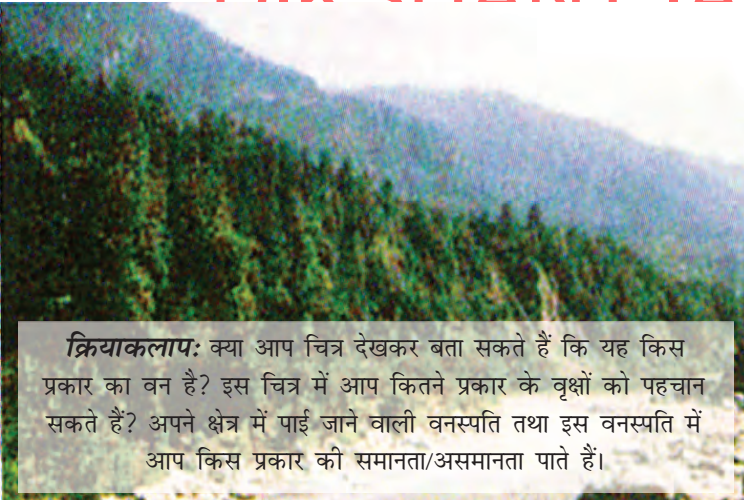 क्रियाकलापः क्या आप चित्र देखकर बता सकते हैं कि यह किस
प्रकार का वन है? इस चित्र में आप कितने प्रकार के वृक्षों को पहचान
सकते हैं? अपने क्षेत्र में पाई जाने वाली वनस्पति तथा इस वनस्पति में
आप किस प्रकार की समानता/असमानता पाते हैं।